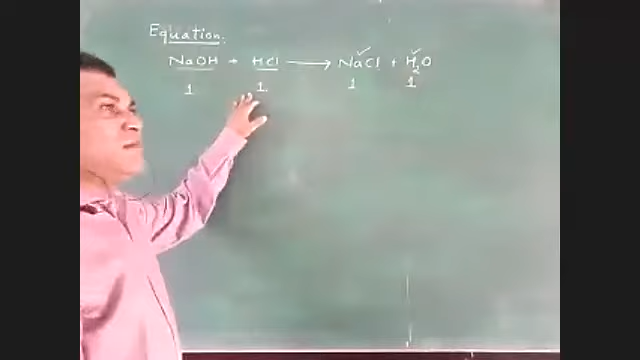 Equation:
NaOH + HCl ⟶ NaCl + H₂O
1 1 1 1